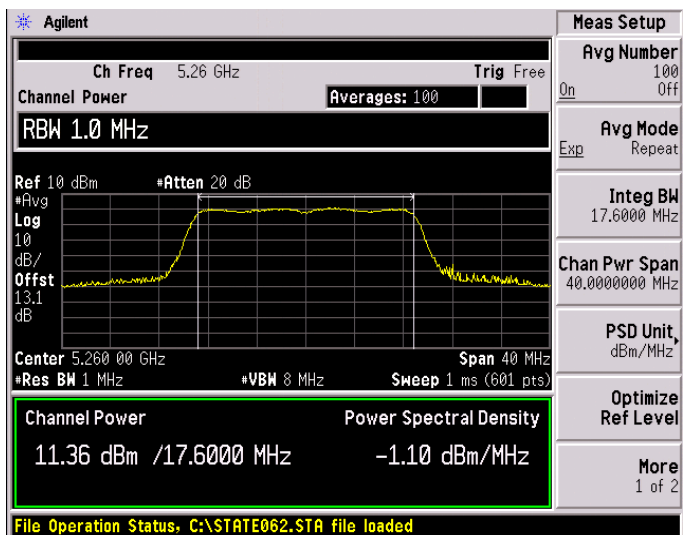 Agilent
Ch Freq 5.26 GHz Trig Free
Channel Power Averages: 100
RBW 1.0 MHz
Ref 10 dBm #Atten 20 dB
#Avg
Log
10
dB/
Offst
13.1
dB
Center 5.260 00 GHz Span 40 MHz
#Res BW 1 MHz #VBW 8 MHz Sweep 1 ms (601 pts)
Channel Power Power Spectral Density
11.36 dBm /17.6000 MHz -1.10 dBm/MHz
File Operation Status, C:\STATE062.STA file loaded
Meas Setup
Avg Number
100
On Off
Avg Mode
Exp Repeat
Integ BW
17.6000 MHz
Chan Pwr Span
40.0000000 MHz
PSD Unit
dBm/MHz
Optimize
Ref Level
More
1 of 2